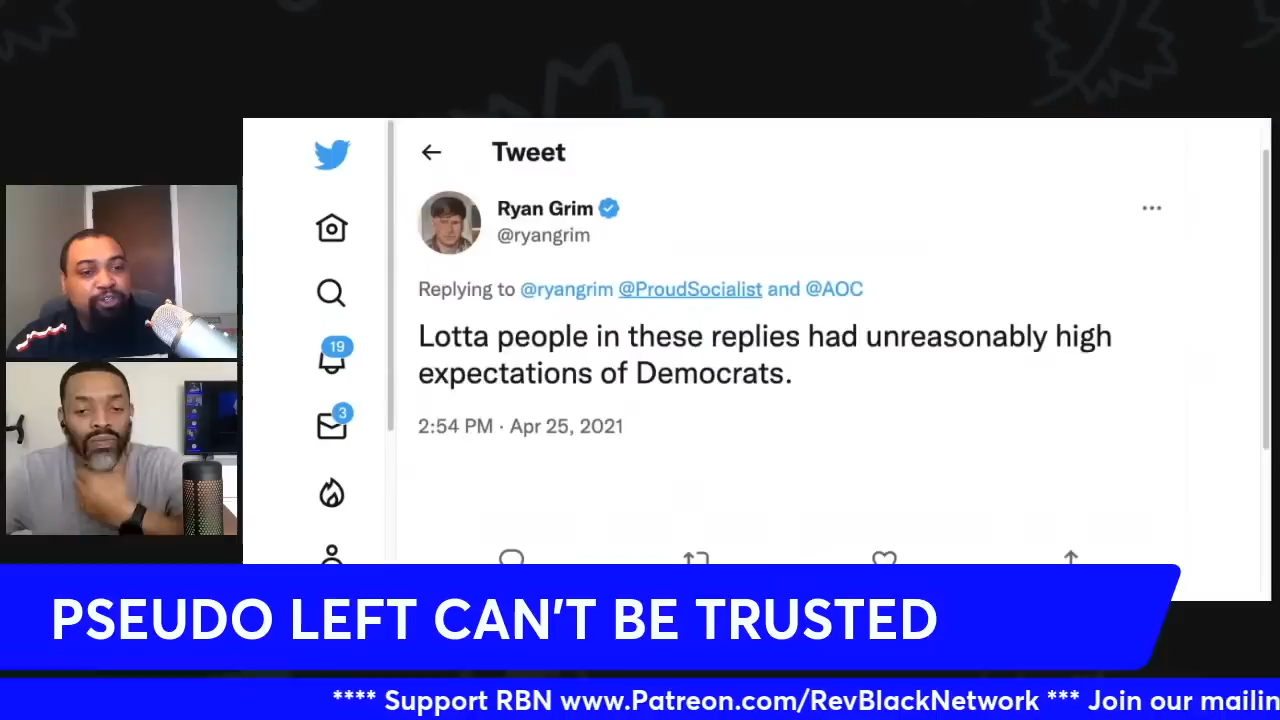 Tweet
Ryan Grim
@ryangrim
Replying to @ryangrim @ProudSocialist and @AOC
Lotta people in these replies had unreasonably high
expectations of Democrats.
2:54 PM · Apr 25, 2021
19
3
PSEUDO LEFT CAN'T BE TRUSTED
**** Support RBN www.Patreon.com/RevBlackNetwork *** Join our mailin